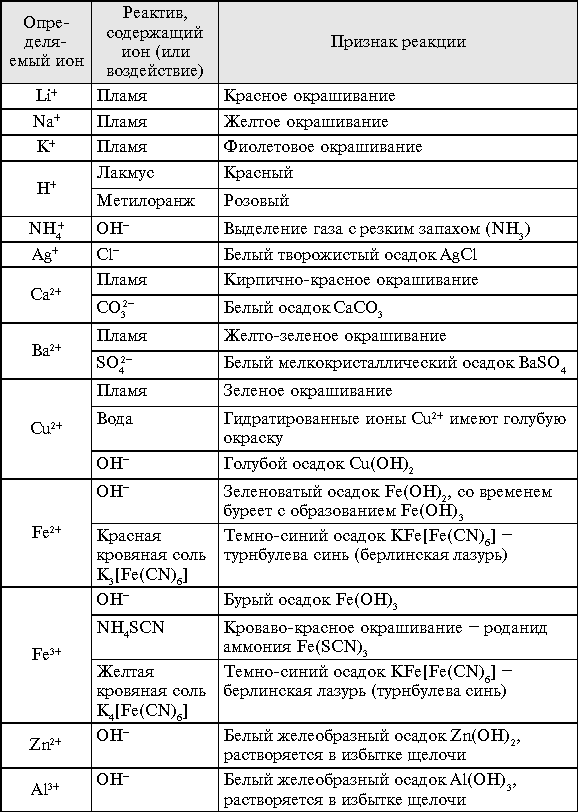 Опре-
деля-
емый ион
Реактив,
содержащий
ион (или
воздействие)
Признак реакции
Li⁺
Пламя
Красное окрашивание
Na⁺
Пламя
Желтое окрашивание
K⁺
Пламя
Фиолетовое окрашивание
H⁺
Лакмус
Красный
Метилоранж
Розовый
NH₄⁺
OH⁻
Выделение газа с резким запахом (NH₃)
Ag⁺
Cl⁻
Белый творожистый осадок AgCl
Ca²⁺
Пламя
Кирпично-красное окрашивание
CO₃²⁻
Белый осадок CaCO₃
Ba²⁺
Пламя
Желто-зеленое окрашивание
SO₄²⁻
Белый мелкокристаллический осадок BaSO₄
Cu²⁺
Пламя
Зеленое окрашивание
Вода
Гидратированные ионы Cu²⁺ имеют голубую
окраску
OH⁻
Голубой осадок Cu(OH)₂
Fe²⁺
OH⁻
Зеленоватый осадок Fe(OH)₂, со временем
буреет с образованием Fe(OH)₃
Красная
кровяная соль
K₃[Fe(CN)₆]
Темно-синий осадок KFe[Fe(CN)₆] −
турнбулева синь (берлинская лазурь)
Fe³⁺
OH⁻
Бурый осадок Fe(OH)₃
NH₄SCN
Кроваво-красное окрашивание − роданид
аммония Fe(SCN)₃
Желтая
кровяная соль
K₄[Fe(CN)₆]
Темно-синий осадок KFe[Fe(CN)₆] −
берлинская лазурь (турнбулева синь)
Zn²⁺
OH⁻
Белый желеобразный осадок Zn(OH)₂,
растворяется в избытке щелочи
Al³⁺
OH⁻
Белый желеобразный осадок Al(OH)₃,
растворяется в избытке щелочи